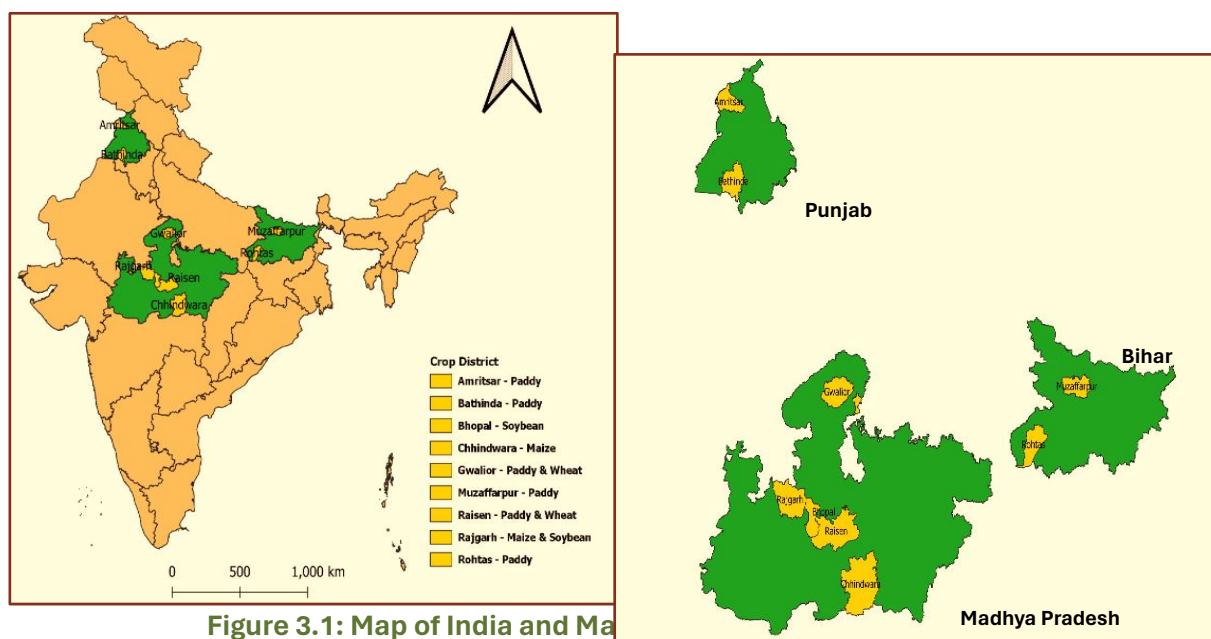 Amritsar
Bathinda
Gwalior
Muzaffarpur
Rohtas
Rajgarh
Raisen
Chhindwara
Crop District
Amritsar - Paddy
Bathinda - Paddy
Bhopal - Soybean
Chhindwara - Maize
Gwalior - Paddy & Wheat
Muzaffarpur - Paddy
Raisen - Paddy & Wheat
Rajgarh - Maize & Soybean
Rohtas - Paddy
0 500 1,000 km
Figure 3.1: Map of India and Ma
Amritsar
Bethinde
Punjab
Bihar
Muzaffarpur
Rohtas
Gwalior
Rajgarh
Bhopal
Raisen
Chhindwara
Madhya Pradesh